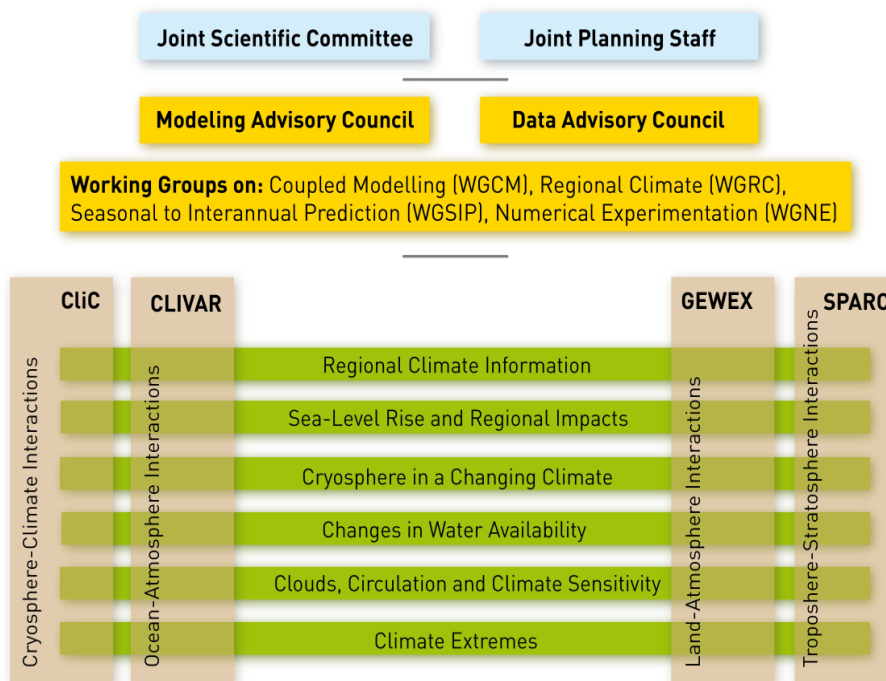 Joint Scientific Committee
Joint Planning Staff
Modeling Advisory Council
Data Advisory Council
Working Groups on: Coupled Modelling (WGCM), Regional Climate (WGRC),
Seasonal to Interannual Prediction (WGSIP), Numerical Experimentation (WGNE)
CliC
CLIVAR
GEWEX
SPARC
Cryosphere-Climate Interactions
Ocean-Atmosphere Interactions
Land-Atmosphere Interactions
Troposhere-Stratosphere Interactions
Regional Climate Information
Sea-Level Rise and Regional Impacts
Cryosphere in a Changing Climate
Changes in Water Availability
Clouds, Circulation and Climate Sensitivity
Climate Extremes